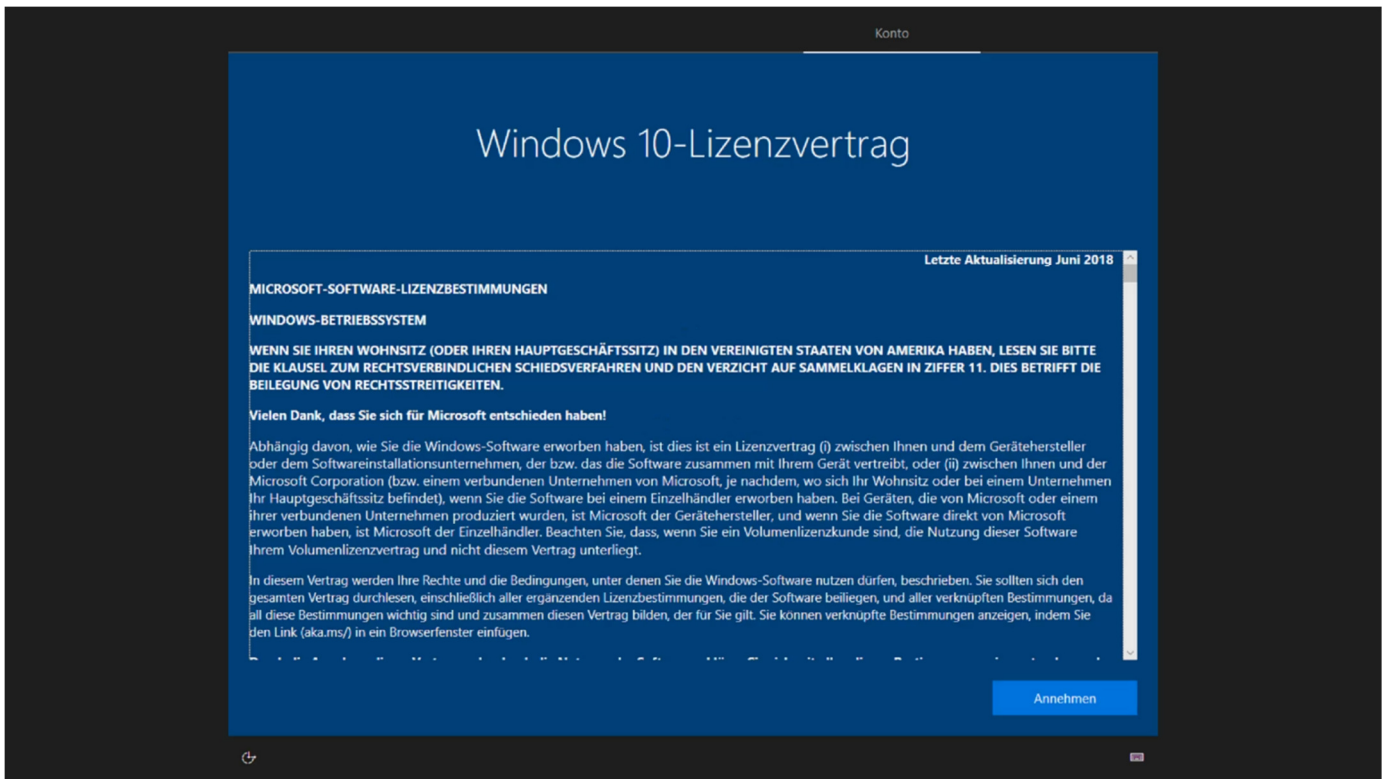 Konto
Windows 10-Lizenzvertrag
Letzte Aktualisierung Juni 2018
MICROSOFT-SOFTWARE-LIZENZBESTIMMUNGEN
WINDOWS-BETRIEBSSYSTEM
WENN SIE IHREN WOHNSITZ (ODER IHREN HAUPTGESCHÄFTSSITZ) IN DEN VEREINIGTEN STAATEN VON AMERIKA HABEN, LESEN SIE BITTE
DIE KLAUSEL ZUM RECHTSVERBINDLICHEN SCHIEDSVERFAHREN UND DEN VERZICHT AUF SAMMELKLAGEN IN ZIFFER 11. DIES BETRIFFT DIE
BEILEGUNG VON RECHTSSTREITIGKEITEN.
Vielen Dank, dass Sie sich für Microsoft entschieden haben!
Abhängig davon, wie Sie die Windows-Software erworben haben, ist dies ist ein Lizenzvertrag (i) zwischen Ihnen und dem Gerätehersteller
oder dem Softwareinstallationsunternehmen, der bzw. das die Software zusammen mit Ihrem Gerät vertreibt, oder (ii) zwischen Ihnen und der
Microsoft Corporation (bzw. einem verbundenen Unternehmen von Microsoft, je nachdem, wo sich Ihr Wohnsitz oder bei einem Unternehmen
Ihr Hauptgeschäftssitz befindet), wenn Sie die Software bei einem Einzelhändler erworben haben. Bei Geräten, die von Microsoft oder einem
ihrer verbundenen Unternehmen produziert wurden, ist Microsoft der Gerätehersteller, und wenn Sie die Software direkt von Microsoft
erworben haben, ist Microsoft der Einzelhändler. Beachten Sie, dass, wenn Sie ein Volumenlizenzkunde sind, die Nutzung dieser Software
Ihrem Volumenlizenzvertrag und nicht diesem Vertrag unterliegt.
In diesem Vertrag werden Ihre Rechte und die Bedingungen, unter denen Sie die Windows-Software nutzen dürfen, beschrieben. Sie sollten sich den
gesamten Vertrag durchlesen, einschließlich aller ergänzenden Lizenzbestimmungen, die der Software beiliegen, und aller verknüpften Bestimmungen, da
all diese Bestimmungen wichtig sind und zusammen diesen Vertrag bilden, der für Sie gilt. Sie können verknüpfte Bestimmungen anzeigen, indem Sie
den Link (aka.ms/) in ein Browserfenster einfügen.
Annehmen